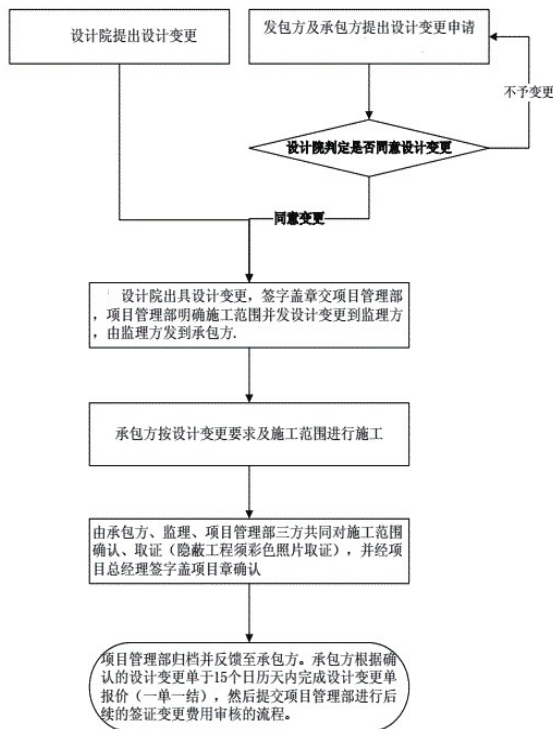 设计院提出设计变更
发包方及承包方提出设计变更申请
不予变更
设计院判定是否同意设计变更
同意变更
设计院出具设计变更，签字盖章交项目管理部
，项目管理部明确施工范围并发设计变更到监理方
，由监理方发到承包方.
承包方按设计变更要求及施工范围进行施工
由承包方、监理、项目管理部三方共同对施工范围
确认、取证（隐蔽工程须彩色照片取证），并经项
目总经理签字盖项目章确认
项目管理部归档并反馈至承包方。承包方根据确
认的设计变更单于15个日历天内完成设计变更单
报价（一单一结），然后提交项目管理部进行后
续的签证变更费用审核的流程。